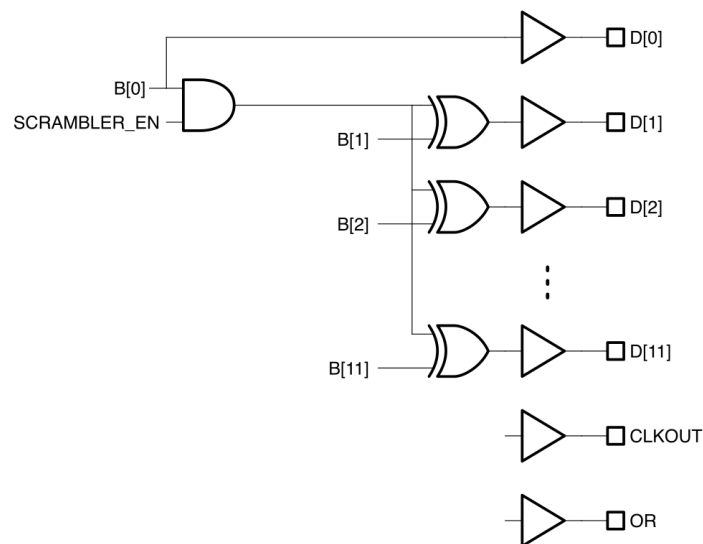 D[0]
B[0]
SCRAMBLER_EN
D[1]
B[1]
D[2]
B[2]
D[11]
B[11]
CLKOUT
OR